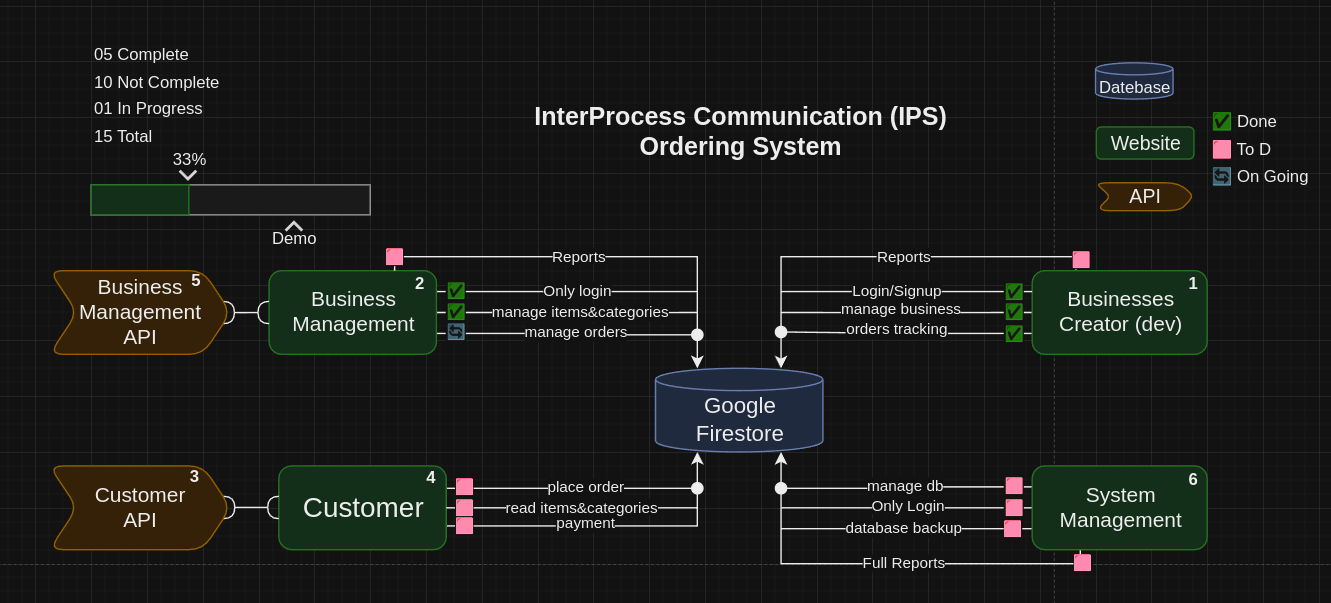 05 Complete
10 Not Complete
01 In Progress
15 Total
33%
Demo
InterProcess Communication (IPS)
Ordering System
Datebase
Website
API
Done
To D
On Going
Business
Management
API
5
Business
Management
2
Reports
Only login
manage items&categories
manage orders
Reports
Login/Signup
manage business
orders tracking
Businesses
Creator (dev)
1
Google
Firestore
Customer
API
3
Customer
4
place order
read items&categories
payment
manage db
Only Login
database backup
Full Reports
System
Management
6